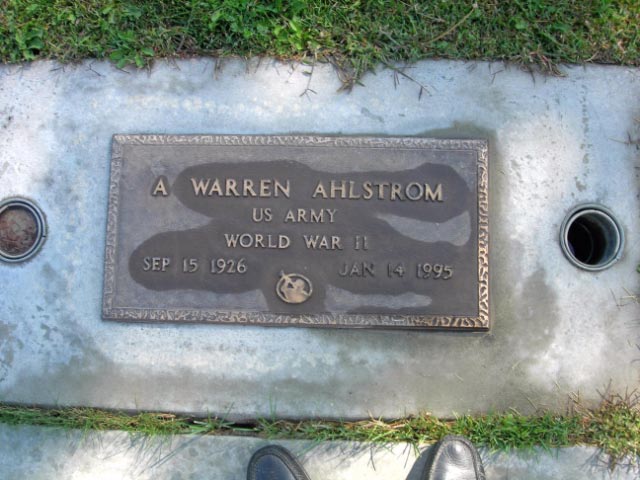 A WARREN AHLSTROM
US ARMY
WORLD WAR II
SEP 15 1926 JAN 14 1995